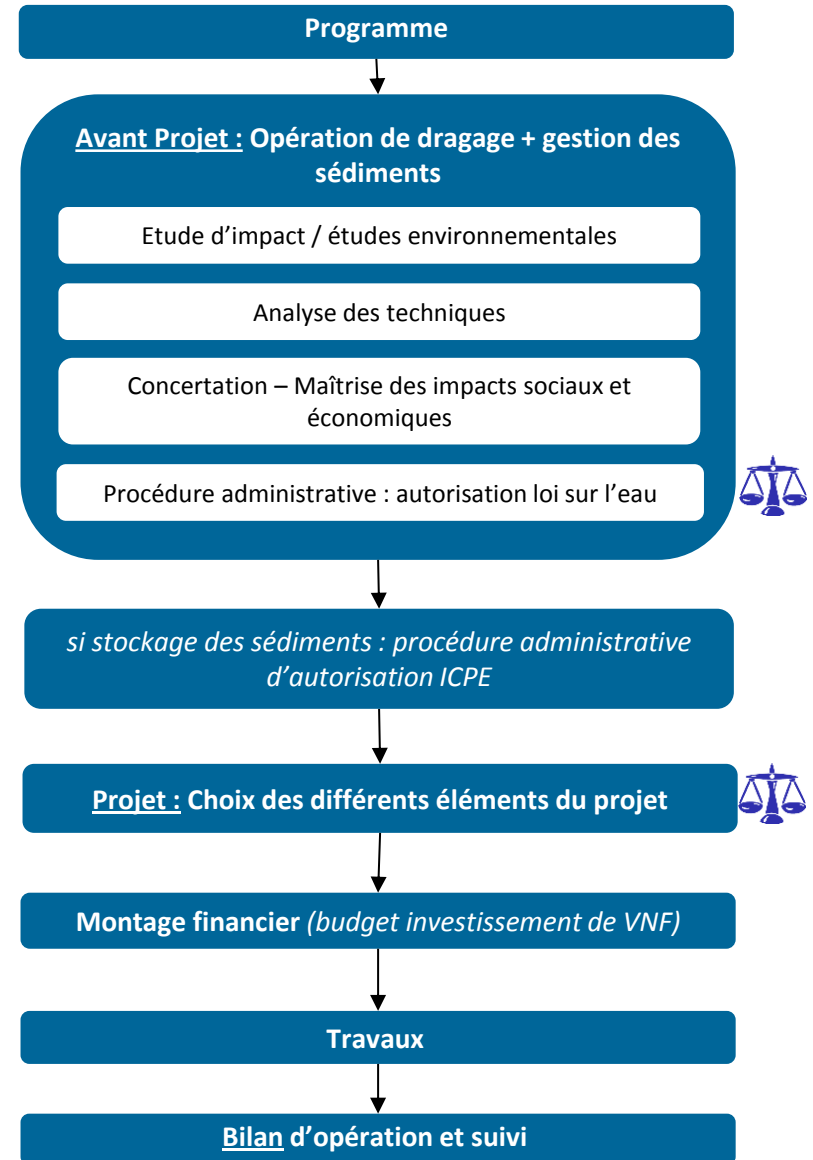 Programme
Avant Projet : Opération de dragage + gestion des
sédiments
Etude d’impact / études environnementales
Analyse des techniques
Concertation – Maîtrise des impacts sociaux et
économiques
Procédure administrative : autorisation loi sur l’eau
si stockage des sédiments : procédure administrative
d’autorisation ICPE
Projet : Choix des différents éléments du projet
Montage financier (budget investissement de VNF)
Travaux
Bilan d’opération et suivi